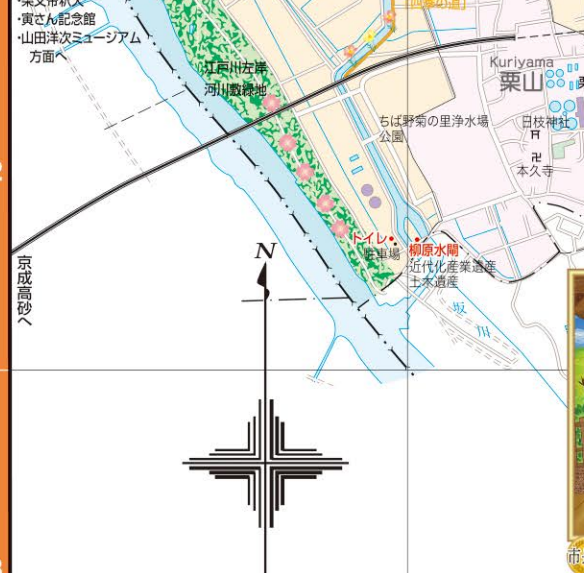 ・柴又帝釈天
・寅さん記念館
・山田洋次ミュージアム
方面へ
江戸川左岸
河川敷緑地
Kuriyama
栗山
ちば野菊の里浄水場
公園
日枝神社
卍
本久寺
トイレ
駐車場
柳原水閘
近代化産業遺産
土木遺産
坂川
京成高砂へ
N
市